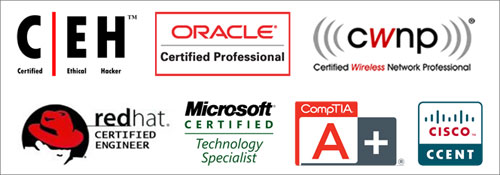 C|EH™
Certified Ethical Hacker
ORACLE
Certified Professional
cwnp®
Certified Wireless Network Professional
redhat.
CERTIFIED
ENGINEER
Microsoft
CERTIFIED
Technology
Specialist
CompTIA
A+®
CISCO
CCENT